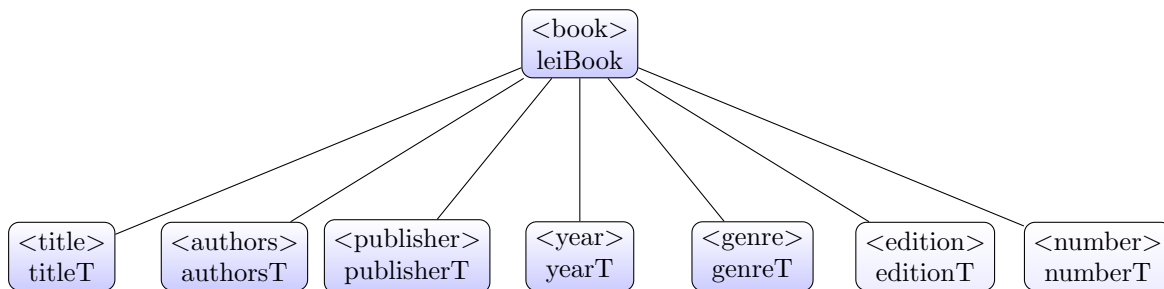 <book>
leiBook
<title>
titleT
<authors>
authorsT
<publisher>
publisherT
<year>
yearT
<genre>
genreT
<edition>
editionT
<number>
numberT